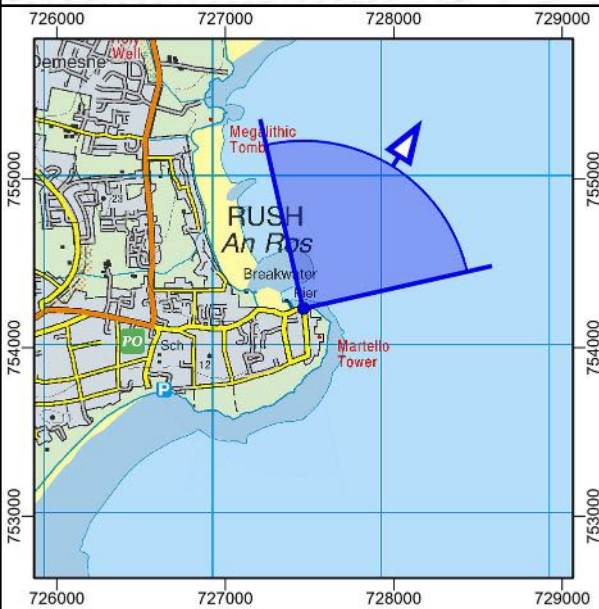 726000 727000 728000 729000
Holy
Well
Demesne
Megalithic
Tomb
755000 755000
23
RUSH
An Ros
Breakwater
Pier
PO
Sch
12
Martello
Tower
754000 754000
P
753000 753000
726000 727000 728000 729000